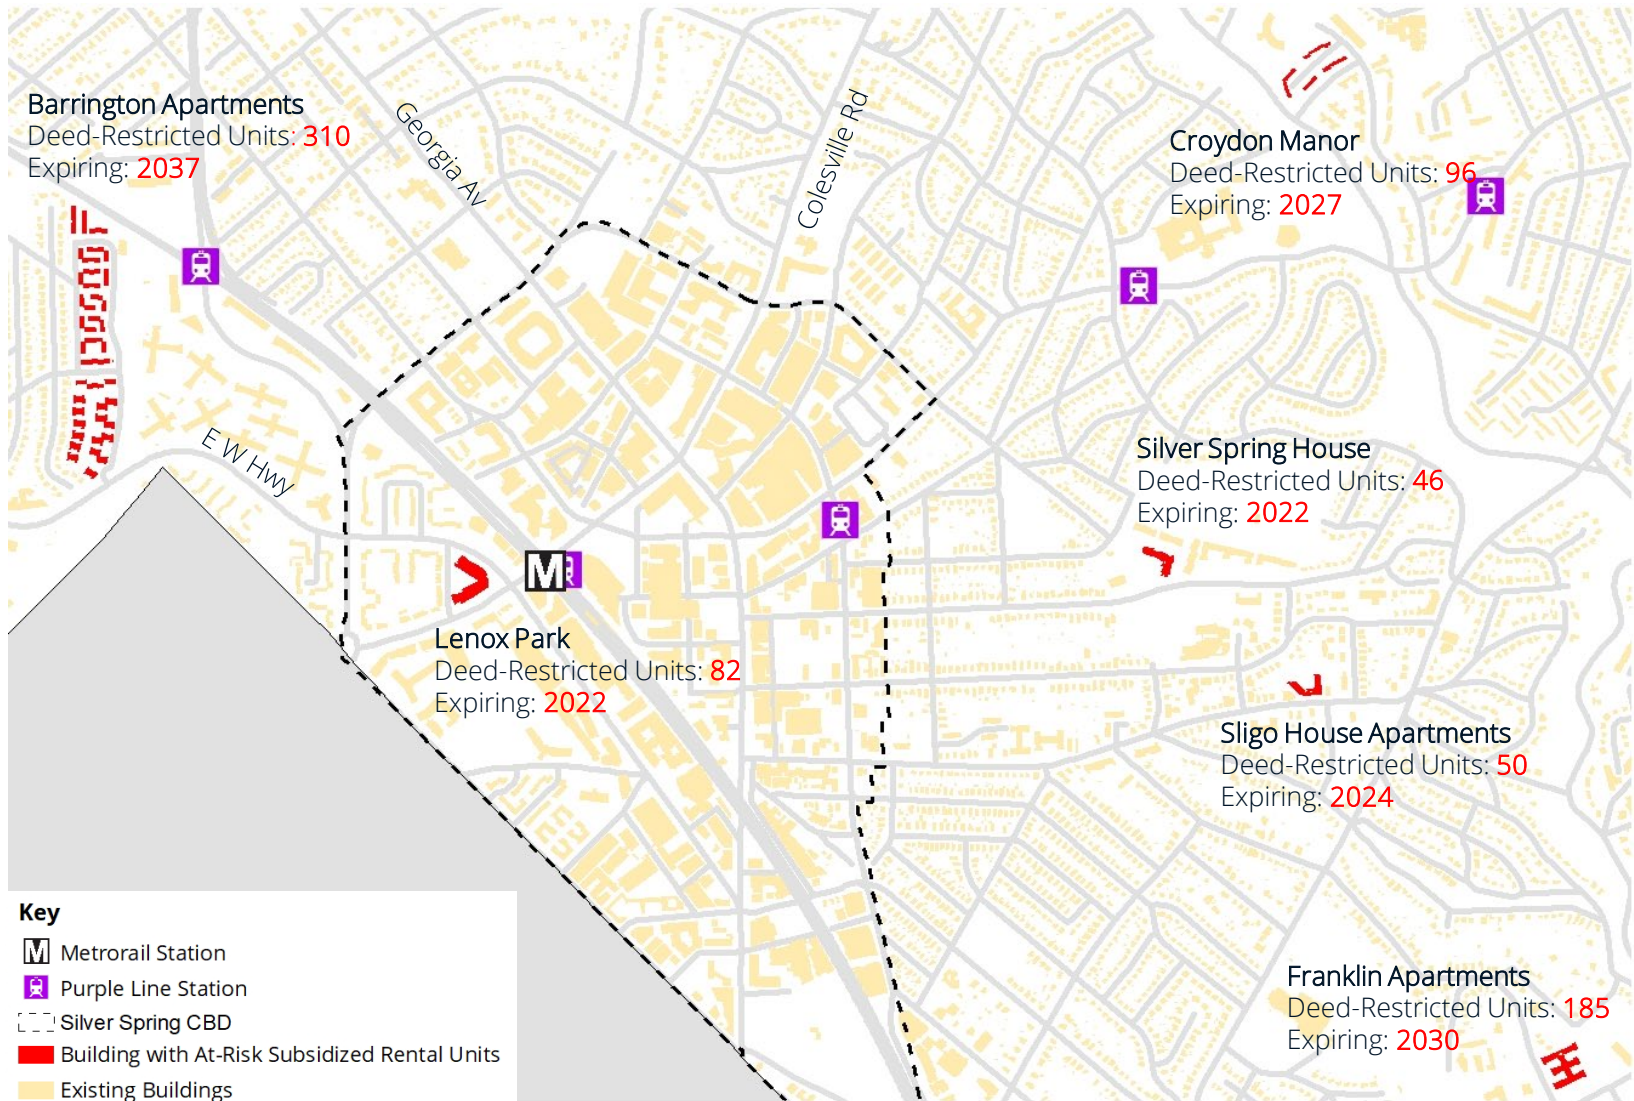 Barrington Apartments
Deed-Restricted Units: 310
Expiring: 2037
Georgia Av
Colesville Rd
Croydon Manor
Deed-Restricted Units: 96
Expiring: 2027
E W Hwy
Silver Spring House
Deed-Restricted Units: 46
Expiring: 2022
M
Lenox Park
Deed-Restricted Units: 82
Expiring: 2022
Sligo House Apartments
Deed-Restricted Units: 50
Expiring: 2024
Franklin Apartments
Deed-Restricted Units: 185
Expiring: 2030
Key
M Metrorail Station
Purple Line Station
Silver Spring CBD
Building with At-Risk Subsidized Rental Units
Existing Buildings